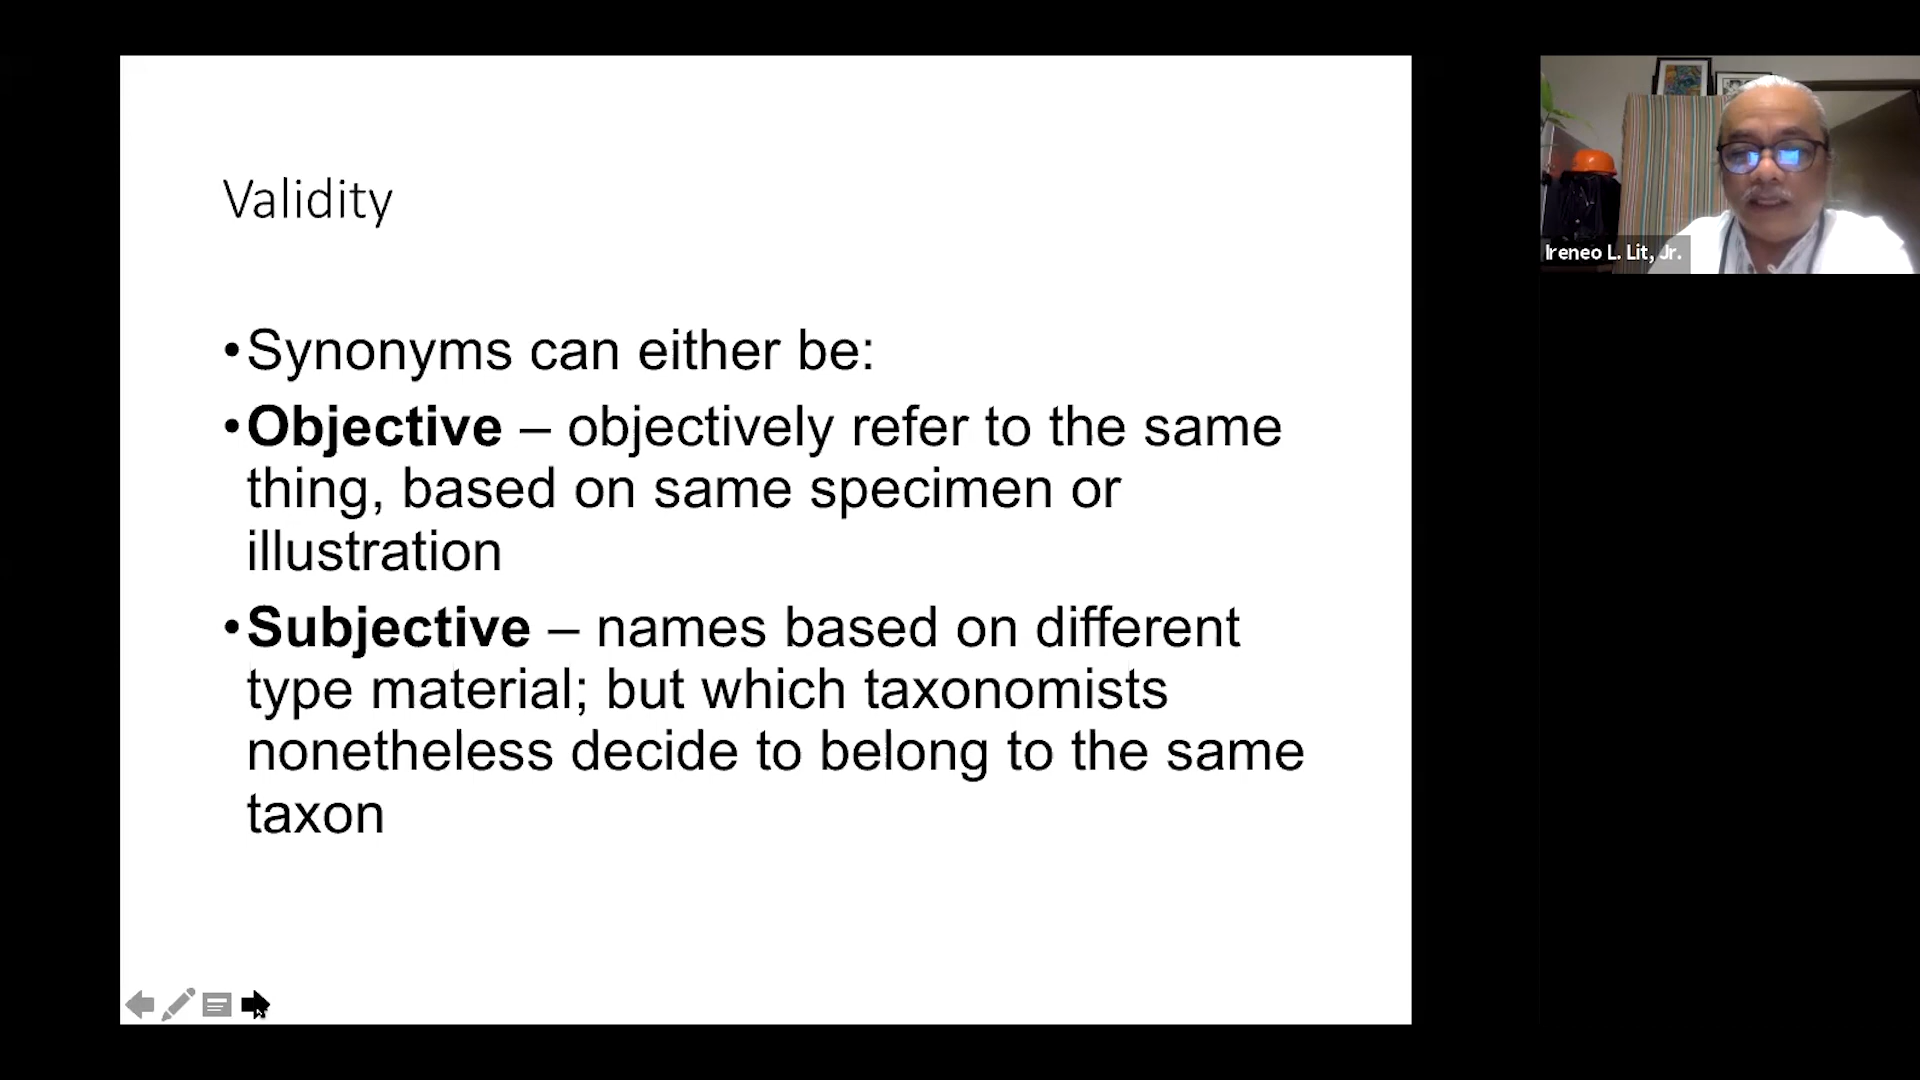 Validity
•Synonyms can either be:
•Objective – objectively refer to the same
thing, based on same specimen or
illustration
•Subjective – names based on different
type material; but which taxonomists
nonetheless decide to belong to the same
taxon
Ireneo L. Lit, Jr.